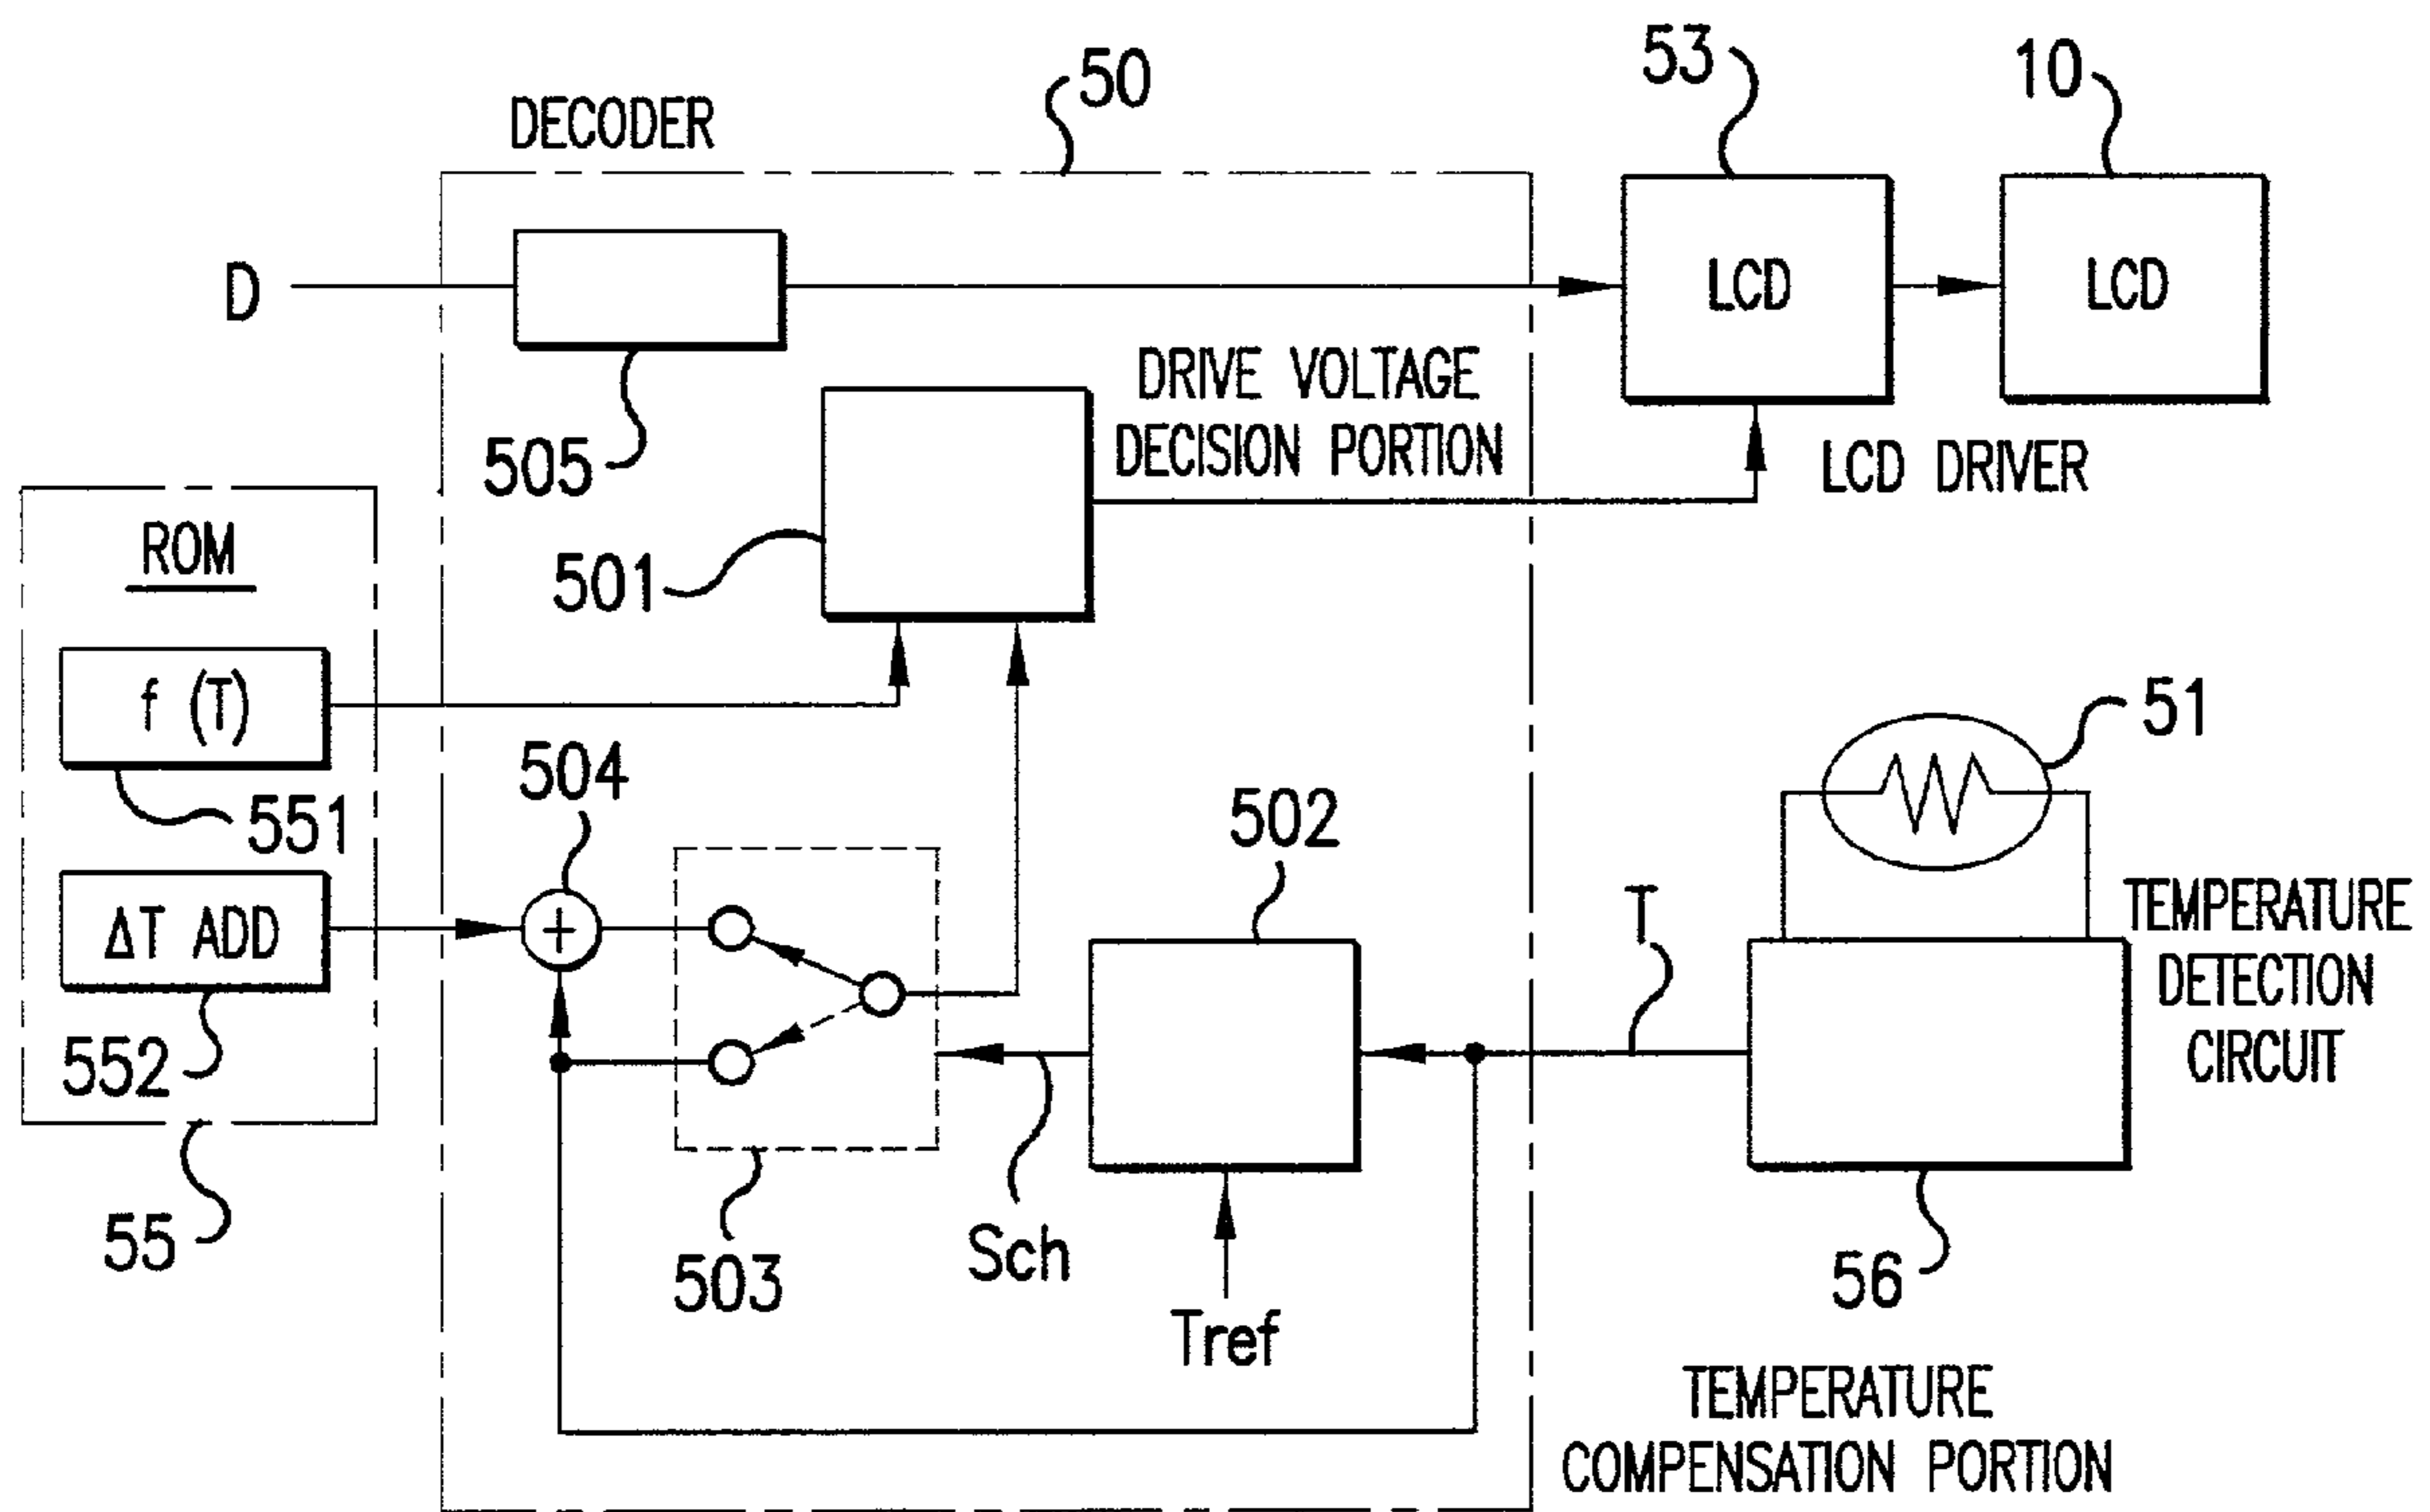 53
10
50
DECODER
D
LCD
LCD
DRIVE VOLTAGE
DECISION PORTION
LCD DRIVER
505
ROM
501
f (T)
551
504
51
502
ΔT ADD
+
T
TEMPERATURE
DETECTION
CIRCUIT
552
55
503
Sch
Tref
56
TEMPERATURE
COMPENSATION PORTION